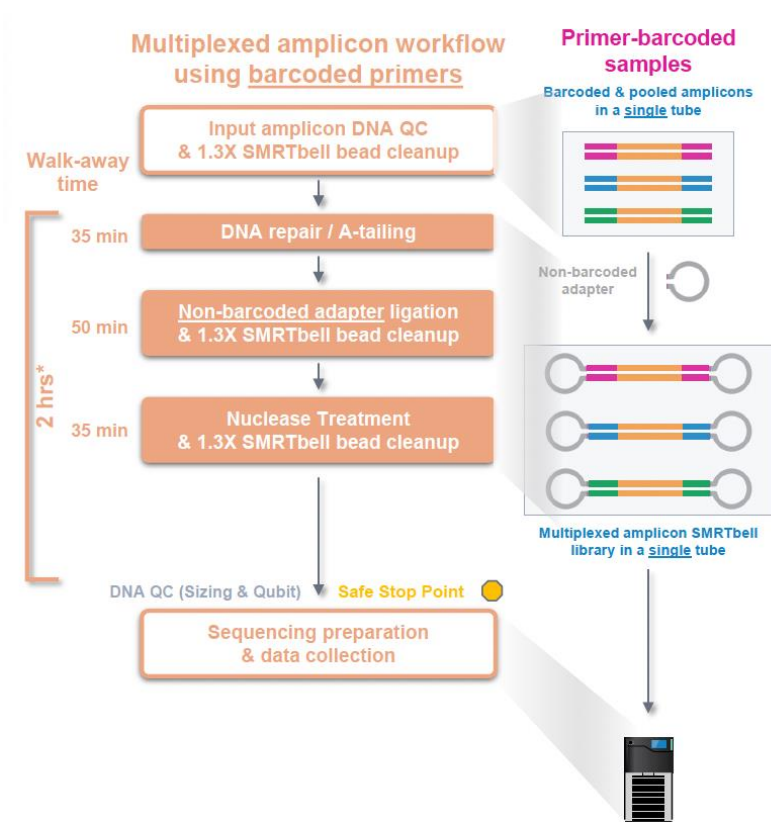 Multiplexed amplicon workflow
using barcoded primers
Primer-barcoded
samples
Barcoded & pooled amplicons
in a single tube
Input amplicon DNA QC
& 1.3X SMRTbell bead cleanup
Walk-away
time
35 min
DNA repair / A-tailing
Non-barcoded
adapter
50 min
Non-barcoded adapter ligation
& 1.3X SMRTbell bead cleanup
2 hrs*
35 min
Nuclease Treatment
& 1.3X SMRTbell bead cleanup
Multiplexed amplicon SMRTbell
library in a single tube
DNA QC (Sizing & Qubit)
Safe Stop Point
Sequencing preparation
& data collection